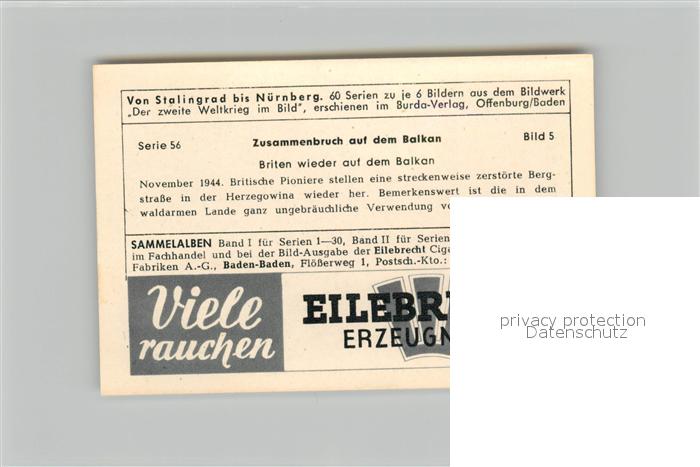 Von Stalingrad bis Nürnberg. 60 Serien zu je 6 Bildern aus dem Bildwerk
„Der zweite Weltkrieg im Bild", erschienen im Burda-Verlag, Offenburg/Baden
Serie 56 Zusammenbruch auf dem Balkan Bild 5
Briten wieder auf dem Balkan
November 1944. Britische Pioniere stellen eine streckenweise zerstörte Berg-
straße in der Herzegowina wieder her. Bemerkenswert ist die in dem
waldarmen Lande ganz ungebräuchliche Verwendung
SAMMELALBEN Band I für Serien 1—30, Band II für Serien
im Fachhandel und bei der Bild-Ausgabe der Eilebrecht
Fabriken A.-G., Baden-Baden, Flößerweg 1, Postsch.-Kto.:
Viele
rauchen
privacy protection
Datenschutz